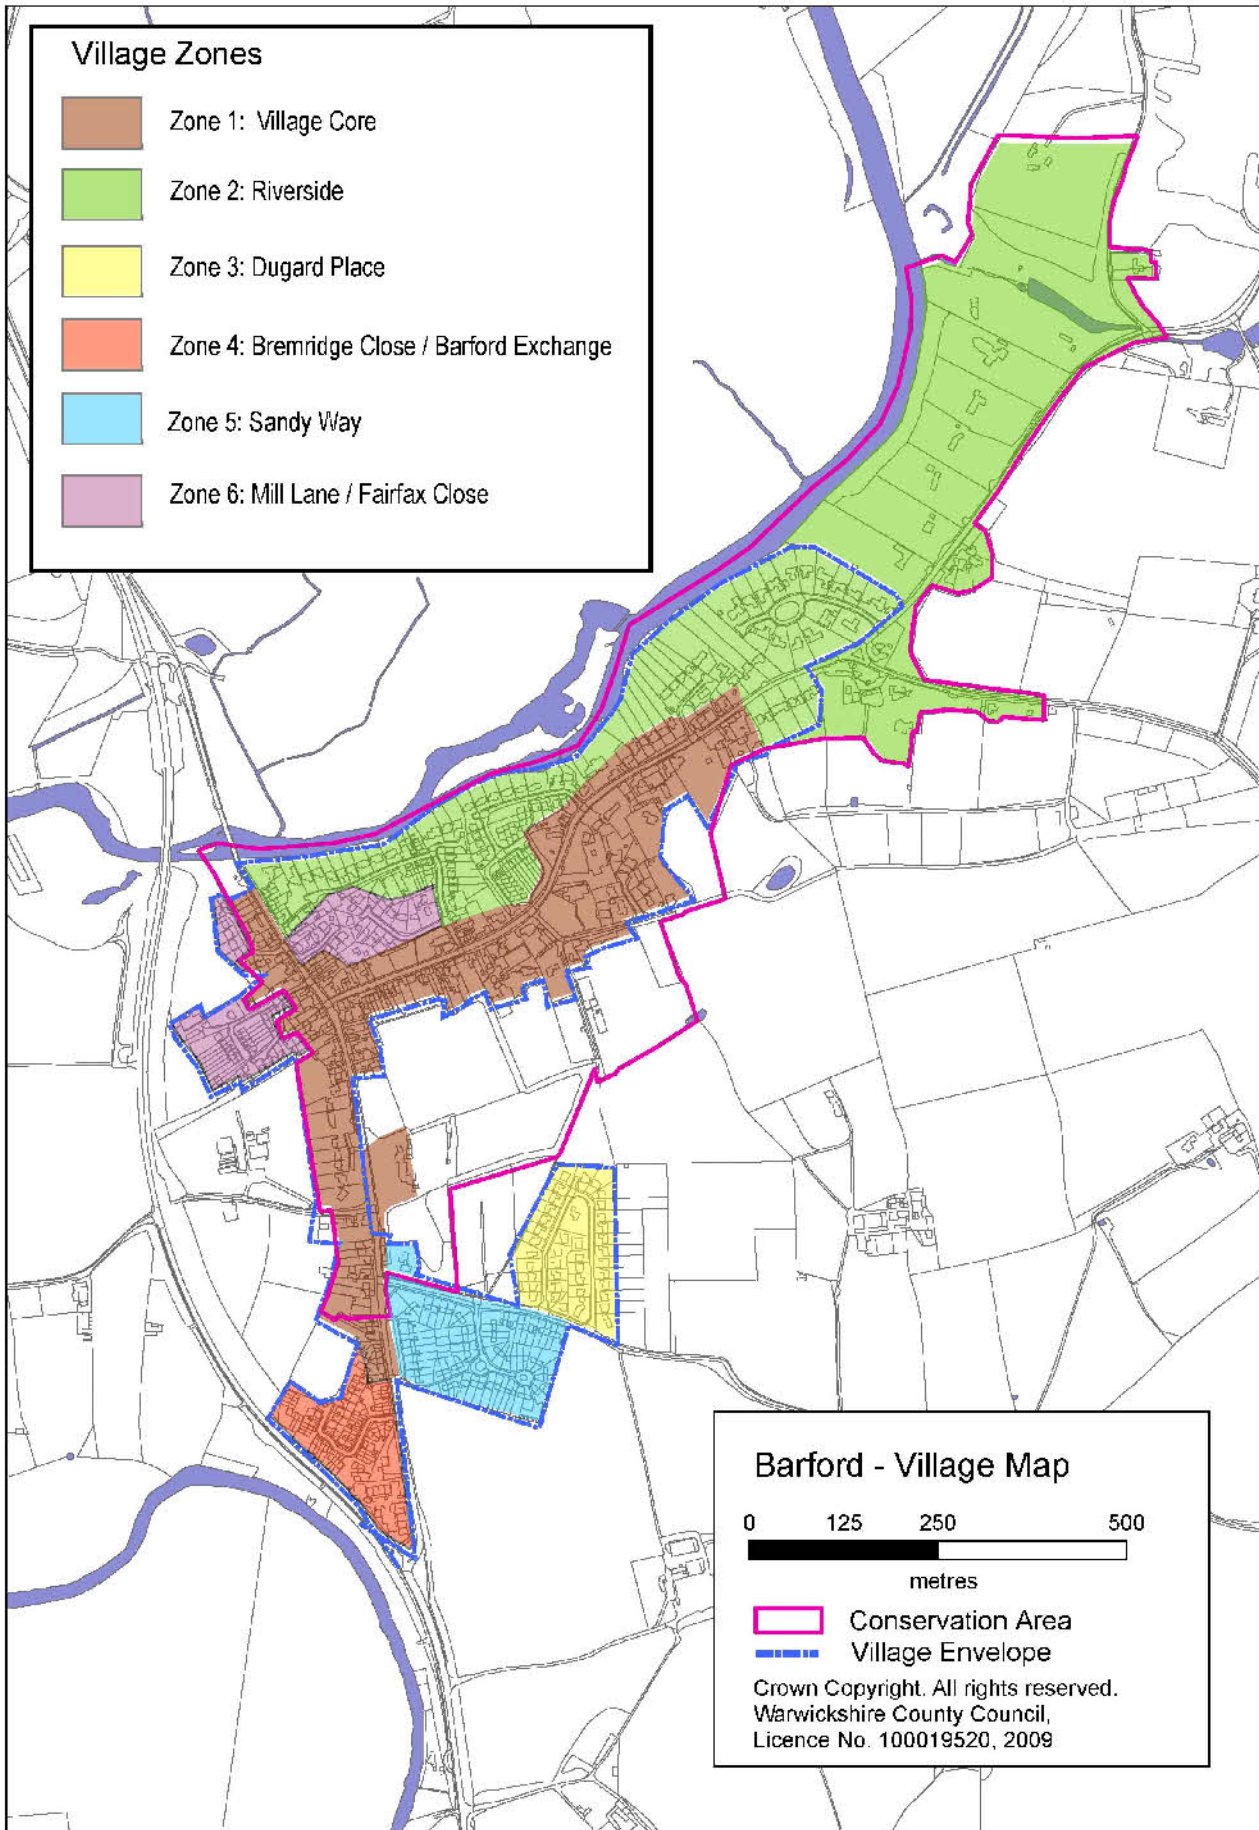 Village Zones
Zone 1: Village Core
Zone 2: Riverside
Zone 3: Dugard Place
Zone 4: Bremridge Close / Barford Exchange
Zone 5: Sandy Way
Zone 6: Mill Lane / Fairfax Close
Barford - Village Map
0 125 250 500
metres
Conservation Area
Village Envelope
Crown Copyright. All rights reserved.
Warwickshire County Council,
Licence No. 100019520, 2009